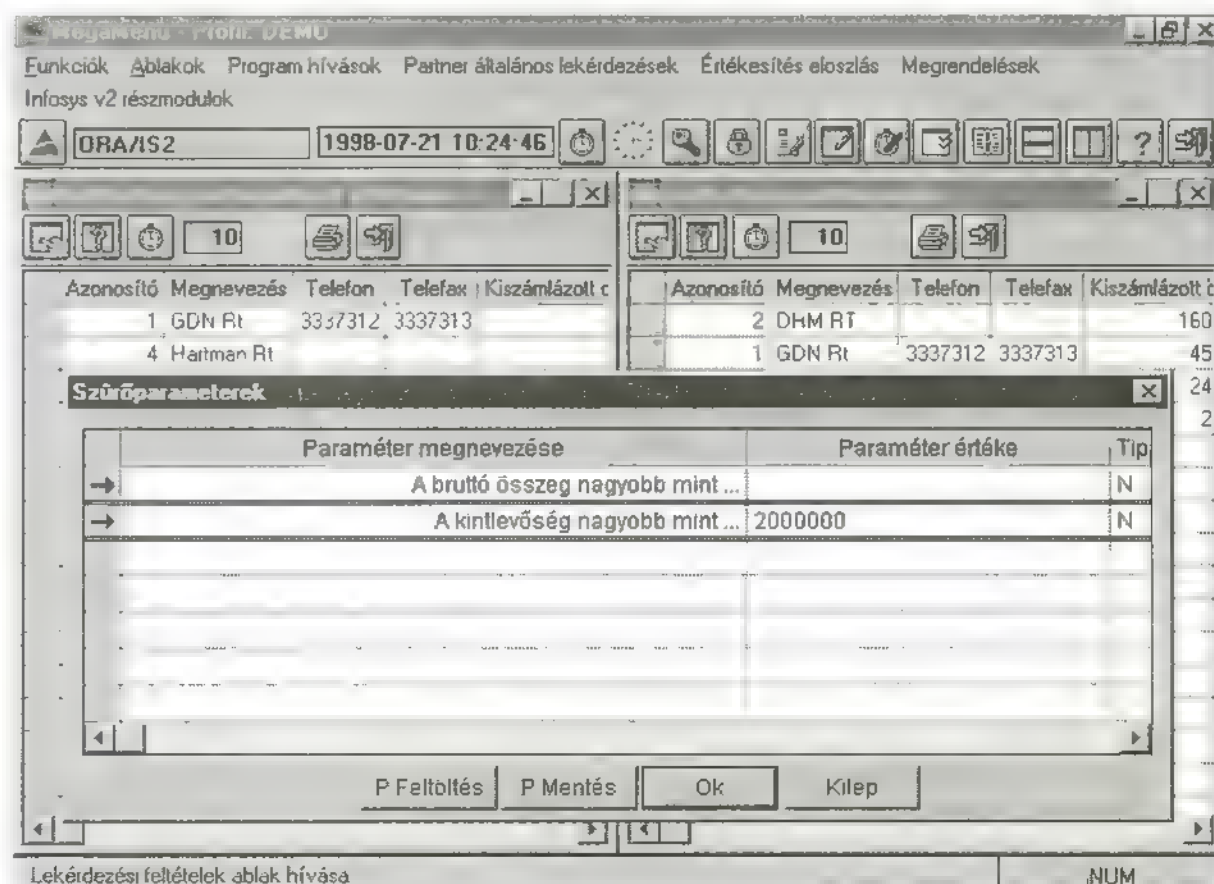 MegaMenü - Profil: DEMO
Funkciók Ablakok Program hívások Partner általános lekérdezések Értékesítés eloszlás Megrendelések
Infosys v2 részmodulok
ORA/IS2 1998-07-21 10:24:46
10 10
Azonosító Megnevezés Telefon Telefax Kiszámlázott Azonosító Megnevezés Telefon Telefax Kiszámlázott b
1 GDN Rt 3337312 3337313 2 DHM RT 160
4 Hartman Rt 1 GDN Rt 3337312 3337313 45
Szűrőparaméterek 24
2
Paraméter megnevezése Paraméter értéke Tip
A bruttó összeg nagyobb mint ... N
A kintlevőség nagyobb mint ... 2000000 N
P Feltöltés P Mentés Ok Kilep
Lekérdezési feltételek ablak hívása NUM